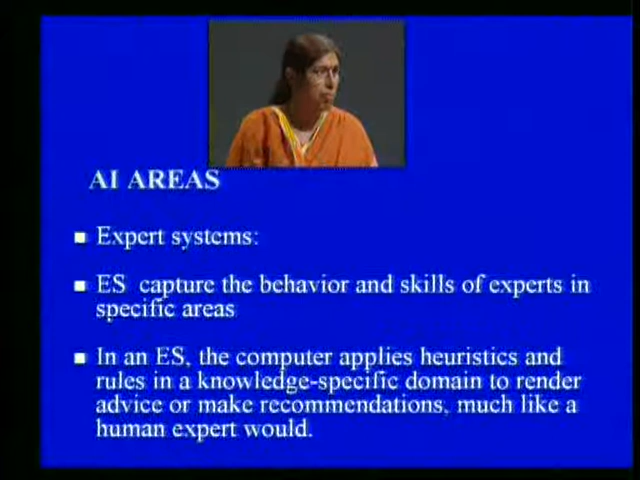 AI AREAS
Expert systems:
ES capture the behavior and skills of experts in
specific areas
In an ES, the computer applies heuristics and
rules in a knowledge-specific domain to render
advice or make recommendations, much like a
human expert would.